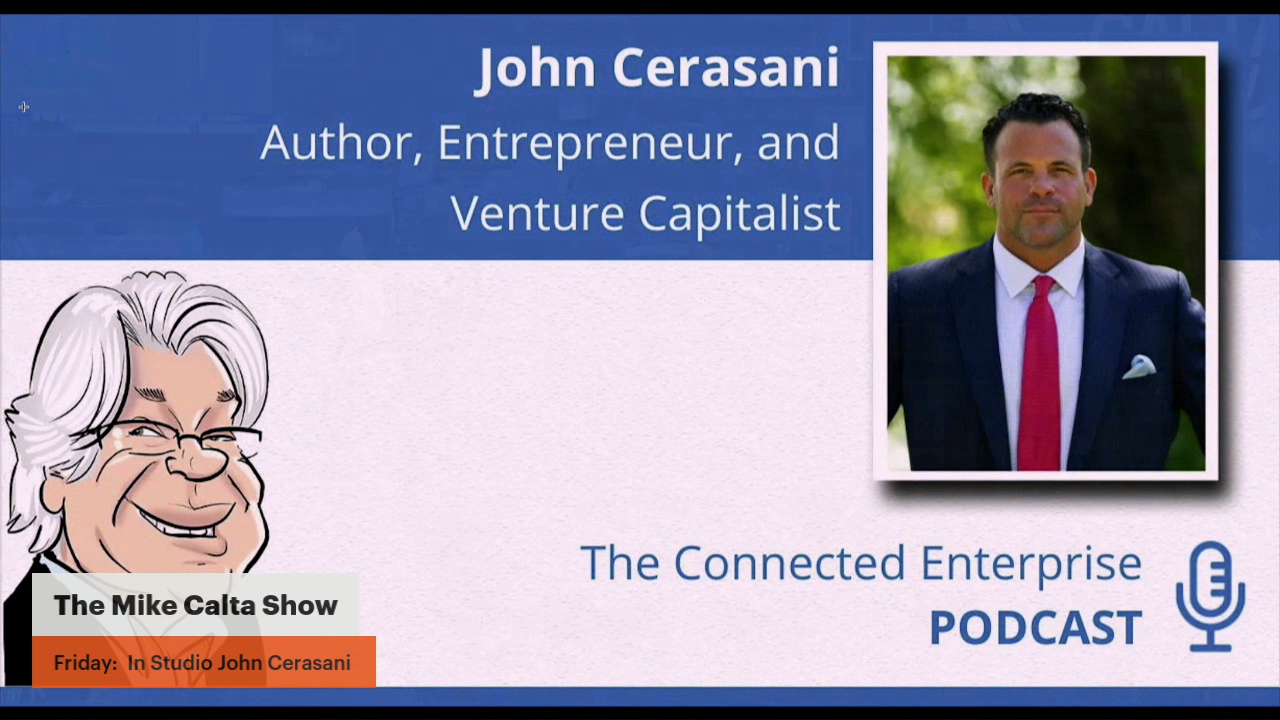 John Cerasani
Author, Entrepreneur, and
Venture Capitalist
The Connected Enterprise
PODCAST
The Mike Calta Show
Friday: In Studio John Cerasani